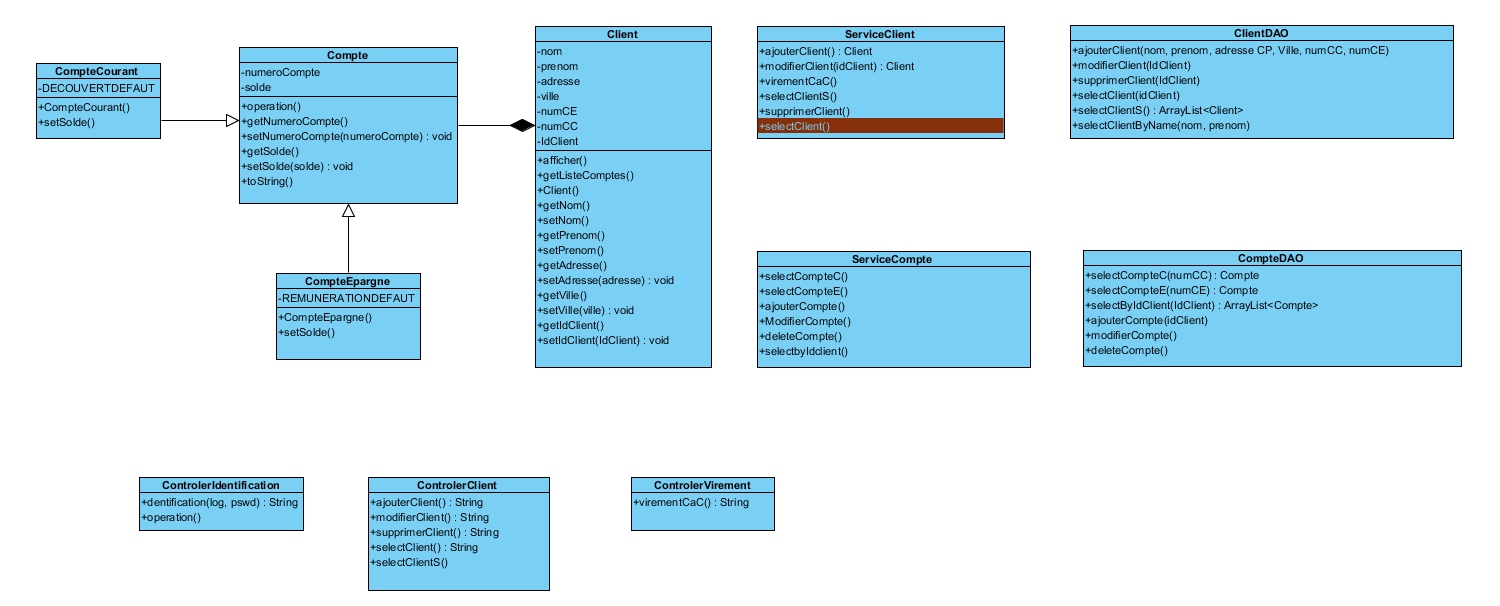 CompteCourant
-DECOUVERTDEFAUT
+CompteCourant()
+setSolde()
Compte
-numeroCompte
-solde
+operation()
+getNumeroCompte()
+setNumeroCompte(numeroCompte) : void
+getSolde()
+setSolde(solde) : void
+toString()
CompteEpargne
-REMUNERATIONDEFAUT
+CompteEpargne()
+setSolde()
Client
-nom
-prenom
-adresse
-ville
-numCE
-numCC
-IdClient
+afficher()
+getListeComptes()
+Client()
+getNom()
+setNom()
+getPrenom()
+setPrenom()
+getAdresse()
+setAdresse(adresse) : void
+getVille()
+setVille(ville) : void
+getIdClient()
+setIdClient(IdClient) : void
ServiceClient
+ajouterClient() : Client
+modifierClient(idClient) : Client
+virementCaC()
+selectClientS()
+supprimerClient()
+selectClient()
ClientDAO
+ajouterClient(nom, prenom, adresse CP, Ville, numCC, numCE)
+modifierClient(IdClient)
+supprimerClient(IdClient)
+selectClient(idClient)
+selectClientS() : ArrayList<Client>
+selectClientByName(nom, prenom)
ServiceCompte
+selectCompteC()
+selectCompteE()
+ajouterCompte()
+ModifierCompte()
+deleteCompte()
+selectbyIdclient()
CompteDAO
+selectCompteC(numCC) : Compte
+selectCompteE(numCE) : Compte
+selectByIdClient(IdClient) : ArrayList<Compte>
+ajouterCompte(idClient)
+modifierCompte()
+deleteCompte()
ControlerIdentification
+dentification(log, pswd) : String
+operation()
ControlerClient
+ajouterClient() : String
+modifierClient() : String
+supprimerClient() : String
+selectClient() : String
+selectClientS()
ControlerVirement
+virementCaC() : String